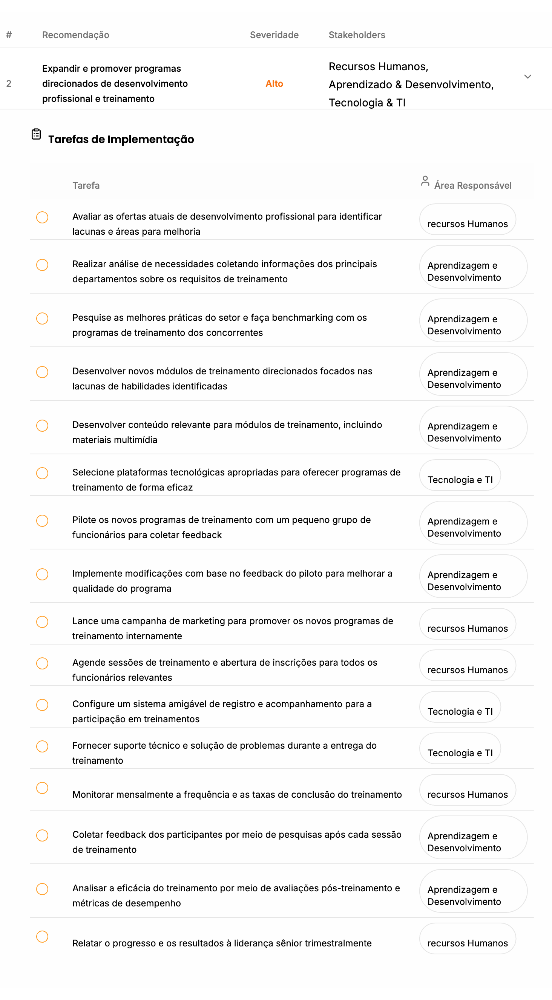 # Recomendação Severidade Stakeholders
2
Expandir e promover programas
direcionados de desenvolvimento
profissional e treinamento
Alto
Recursos Humanos,
Aprendizado & Desenvolvimento,
Tecnologia & TI
Tarefas de Implementação
Tarefa Área Responsável
Avaliar as ofertas atuais de desenvolvimento profissional para identificar
lacunas e áreas para melhoria
recursos Humanos
Realizar análise de necessidades coletando informações dos principais
departamentos sobre os requisitos de treinamento
Aprendizagem e
Desenvolvimento
Pesquise as melhores práticas do setor e faça benchmarking com os
programas de treinamento dos concorrentes
Aprendizagem e
Desenvolvimento
Desenvolver novos módulos de treinamento direcionados focados nas
lacunas de habilidades identificadas
Aprendizagem e
Desenvolvimento
Desenvolver conteúdo relevante para módulos de treinamento, incluindo
materiais multimídia
Aprendizagem e
Desenvolvimento
Selecione plataformas tecnológicas apropriadas para oferecer programas de
treinamento de forma eficaz
Tecnologia e TI
Pilote os novos programas de treinamento com um pequeno grupo de
funcionários para coletar feedback
Aprendizagem e
Desenvolvimento
Implemente modificações com base no feedback do piloto para melhorar a
qualidade do programa
Aprendizagem e
Desenvolvimento
Lance uma campanha de marketing para promover os novos programas de
treinamento internamente
recursos Humanos
Agende sessões de treinamento e abertura de inscrições para todos os
funcionários relevantes
recursos Humanos
Configure um sistema amigável de registro e acompanhamento para a
participação em treinamentos
Tecnologia e TI
Fornecer suporte técnico e solução de problemas durante a entrega do
treinamento
Tecnologia e TI
Monitorar mensalmente a frequência e as taxas de conclusão do treinamento
recursos Humanos
Coletar feedback dos participantes por meio de pesquisas após cada sessão
de treinamento
Aprendizagem e
Desenvolvimento
Analisar a eficácia do treinamento por meio de avaliações pós-treinamento e
métricas de desempenho
Aprendizagem e
Desenvolvimento
Relatar o progresso e os resultados à liderança sênior trimestralmente
recursos Humanos